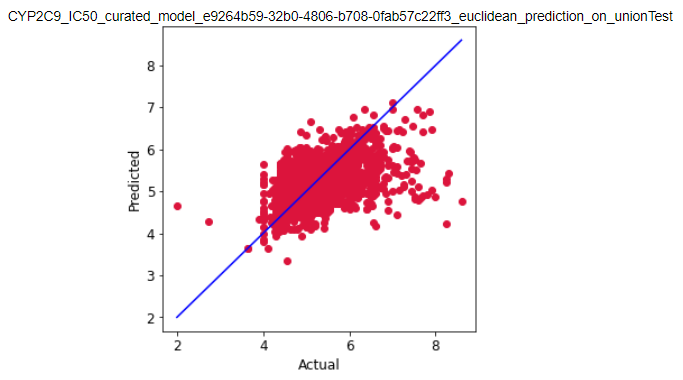 CYP2C9_IC50_curated_model_e9264b59-32b0-4806-b708-0fab57c22ff3_euclidean_prediction_on_unionTest
8
7
6
5
4
3
2
Predicted
2 4 6 8
Actual